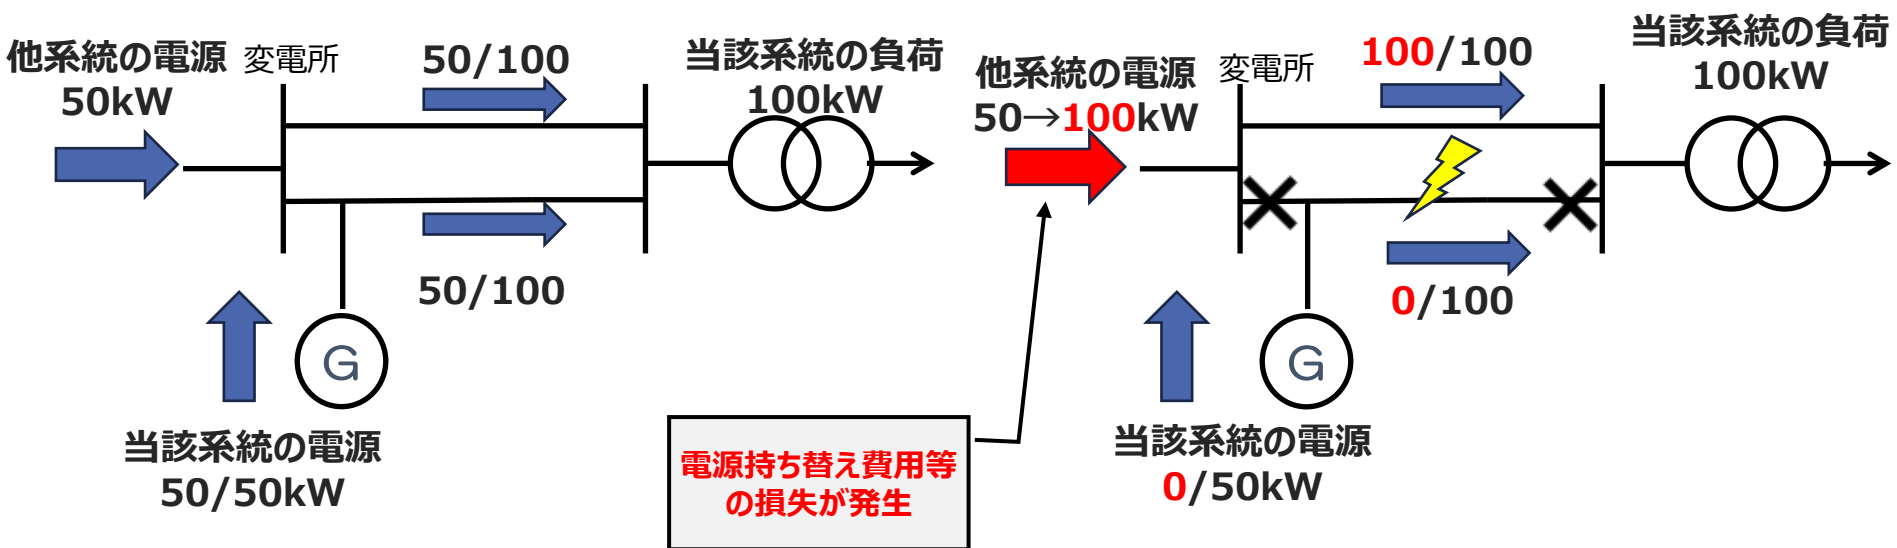 他系統の電源
50kW
変電所
50/100
当該系統の負荷
100kW
50/100
G
当該系統の電源
50/50kW
他系統の電源
50→100kW
変電所
100/100
当該系統の負荷
100kW
0/100
G
当該系統の電源
0/50kW
電源持ち替え費用等
の損失が発生